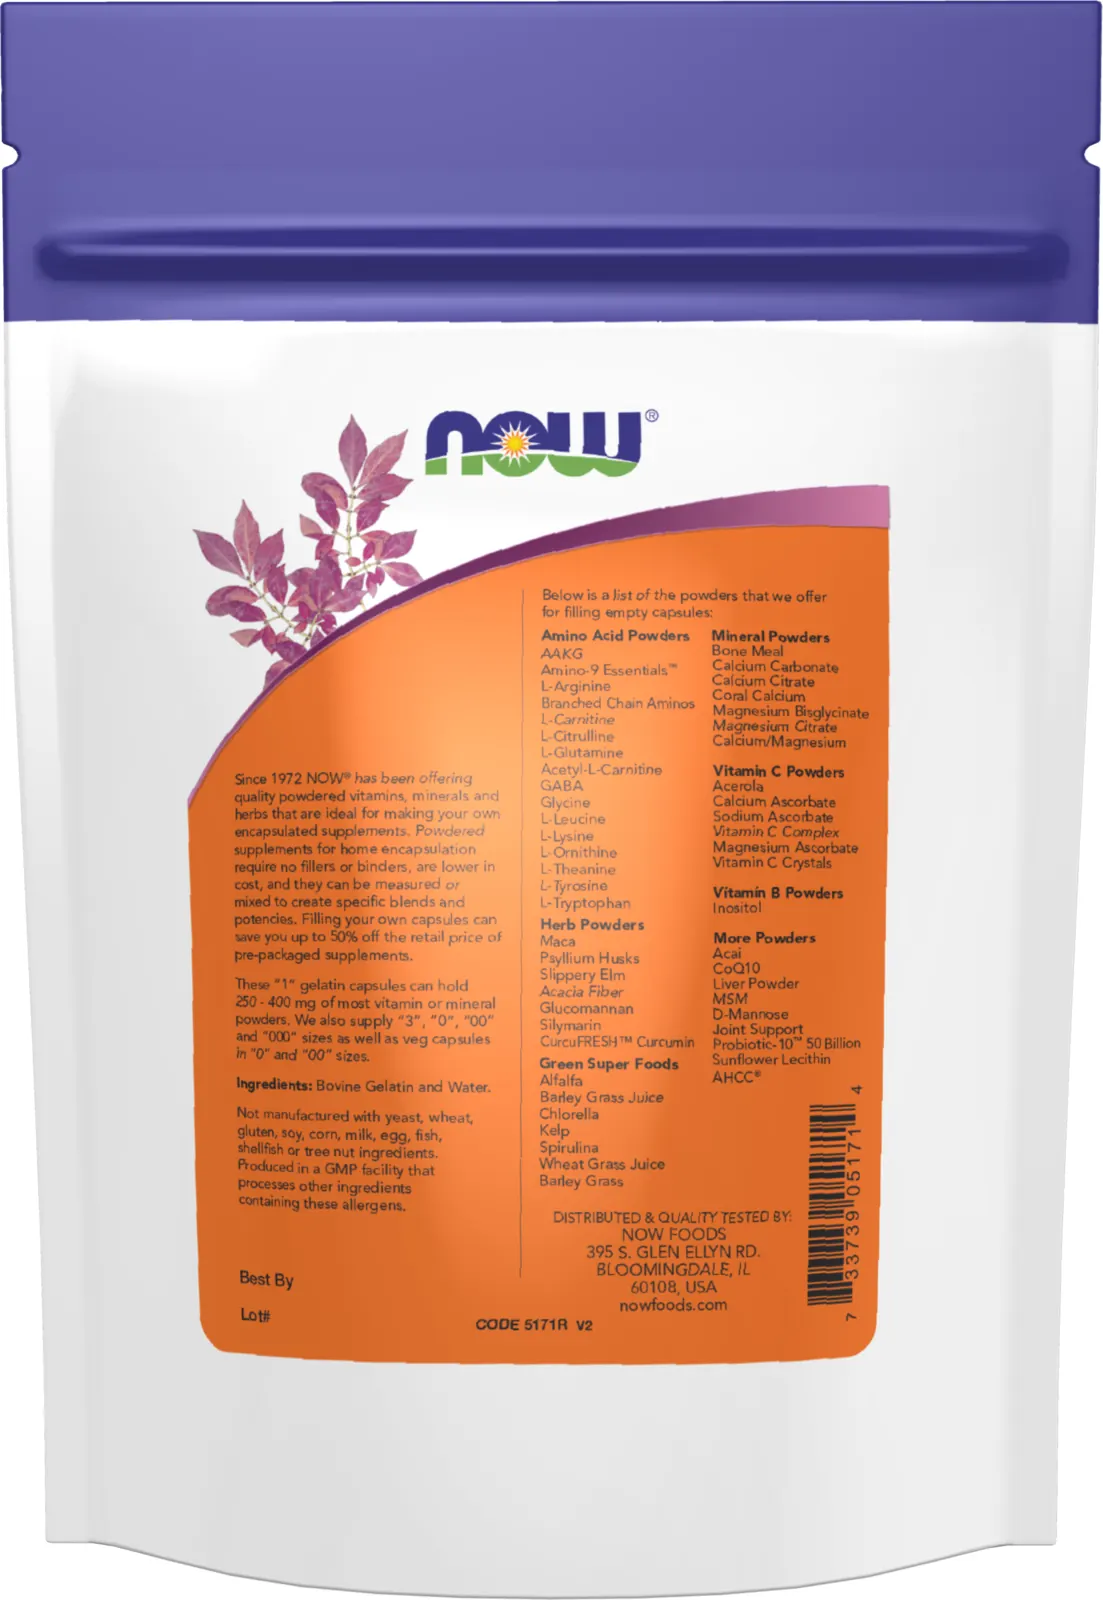 now®
Since 1972 NOW® has been offering
quality powdered vitamins, minerals and
herbs that are ideal for making your own
encapsulated supplements. Powdered
supplements for home encapsulation
require no fillers or binders, are lower in
cost, and they can be measured or
mixed to create specific blends and
potencies. Filling your own capsules can
save you up to 50% off the retail price of
pre-packaged supplements.
These "1" gelatin capsules can hold
250 - 400 mg of most vitamin or mineral
powders. We also supply "3", "0", "00"
and "000" sizes as well as veg capsules
in "0" and "00" sizes.
Ingredients: Bovine Gelatin and Water.
Not manufactured with yeast, wheat,
gluten, soy, corn, milk, egg, fish,
shellfish or tree nut ingredients.
Produced in a GMP facility that
processes other ingredients
containing these allergens.
Best By
Lot#
Below is a list of the powders that we offer
for filling empty capsules:
Amino Acid Powders
AAKG
Amino-9 Essentials™
L-Arginine
Branched Chain Aminos
L-Carnitine
L-Citrulline
L-Glutamine
Acetyl-L-Carnitine
GABA
Glycine
L-Leucine
L-Lysine
L-Ornithine
L-Theanine
L-Tyrosine
L-Tryptophan
Herb Powders
Maca
Psyllium Husks
Slippery Elm
Acacia Fiber
Glucomannan
Silymarin
CurcuFRESH™ Curcumin
Green Super Foods
Alfalfa
Barley Grass Juice
Chlorella
Kelp
Spirulina
Wheat Grass Juice
Barley Grass
Mineral Powders
Bone Meal
Calcium Carbonate
Calcium Citrate
Coral Calcium
Magnesium Bisglycinate
Magnesium Citrate
Calcium/Magnesium
Vitamin C Powders
Acerola
Calcium Ascorbate
Sodium Ascorbate
Vitamin C Complex
Magnesium Ascorbate
Vitamin C Crystals
Vitamin B Powders
Inositol
More Powders
Acai
CoQ10
Liver Powder
MSM
D-Mannose
Joint Support
Probiotic-10™ 50 Billion
Sunflower Lecithin
AHCC®
DISTRIBUTED & QUALITY TESTED BY:
NOW FOODS
395 S. GLEN ELLYN RD.
BLOOMINGDALE, IL
60108, USA
nowfoods.com
CODE 5171R V2
7 33739 05171 4